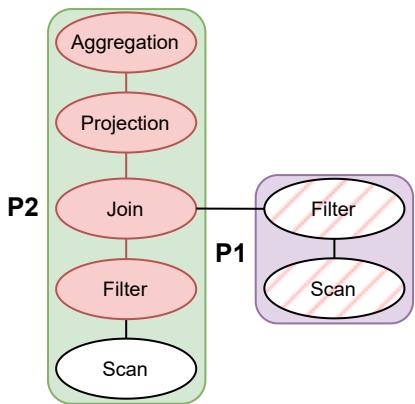 Aggregation
Projection
P2
Join
Filter
P1
Filter
Scan
Scan